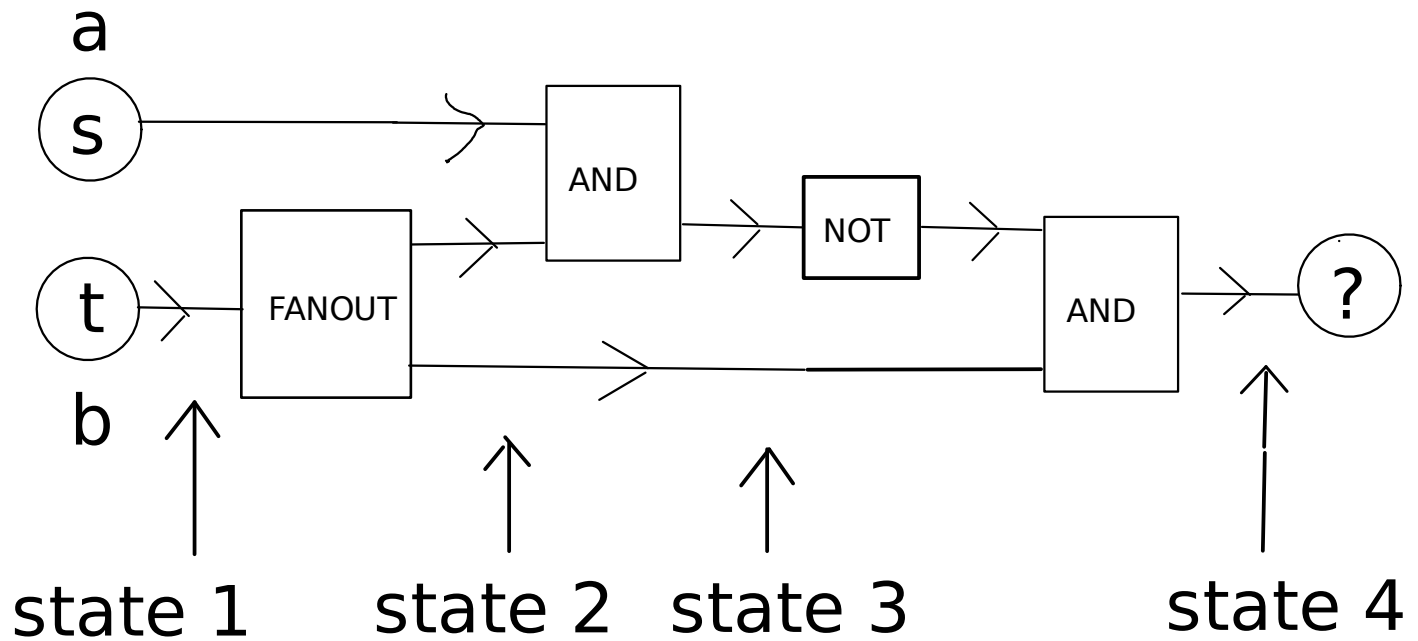 a
s
AND
NOT
FANOUT
t
AND
?
b
state 1
state 2
state 3
state 4